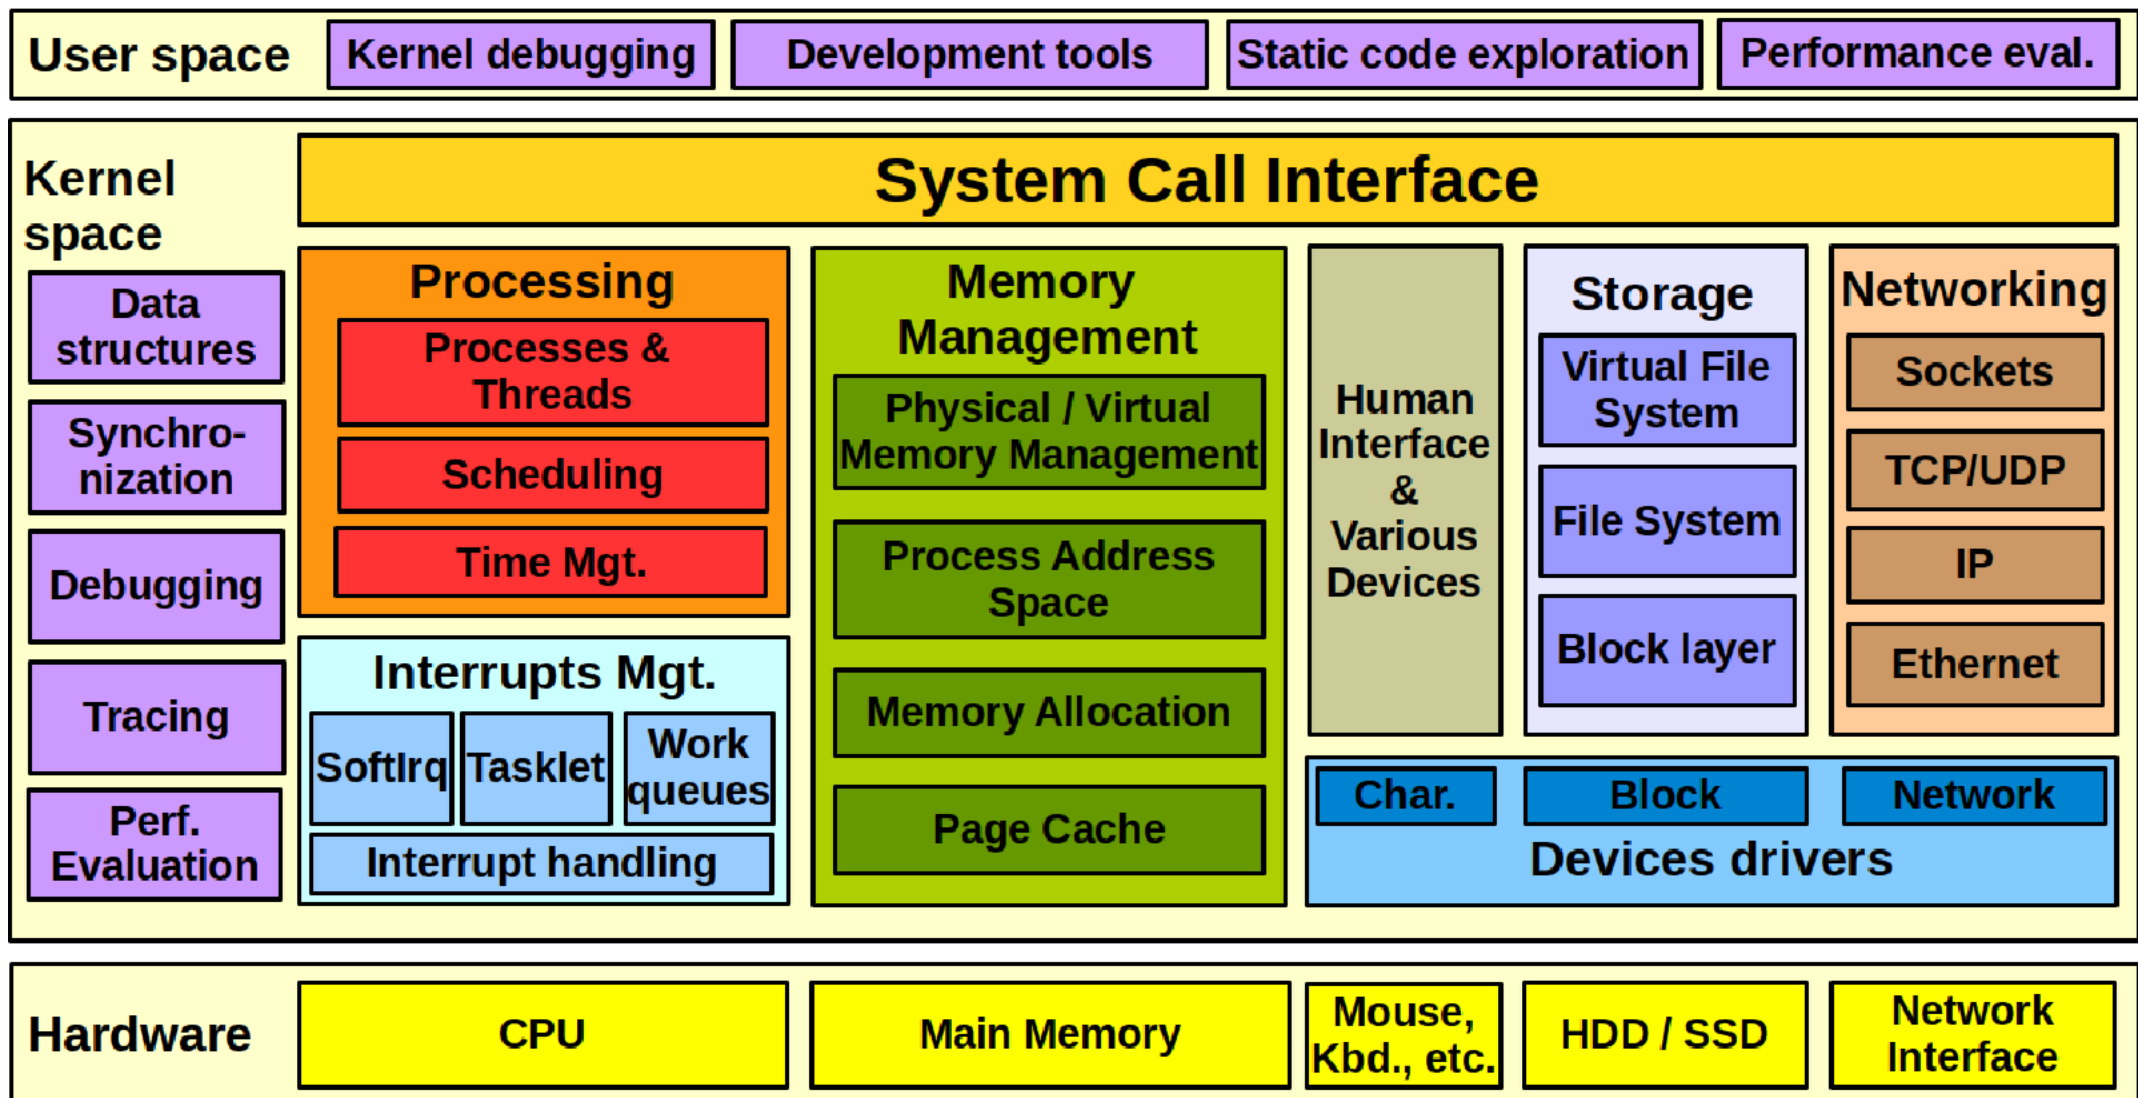 User space
Kernel debugging
Development tools
Static code exploration
Performance eval.
Kernel
space
System Call Interface
Data
structures
Synchro-
nization
Debugging
Tracing
Perf.
Evaluation
Processing
Processes &
Threads
Scheduling
Time Mgt.
Interrupts Mgt.
SoftIrq
Tasklet
Work
queues
Interrupt handling
Memory
Management
Physical / Virtual
Memory Management
Process Address
Space
Memory Allocation
Page Cache
Human
Interface
&
Various
Devices
Storage
Virtual File
System
File System
Block layer
Networking
Sockets
TCP/UDP
IP
Ethernet
Char.
Block
Network
Devices drivers
Hardware
CPU
Main Memory
Mouse,
Kbd., etc.
HDD / SSD
Network
Interface